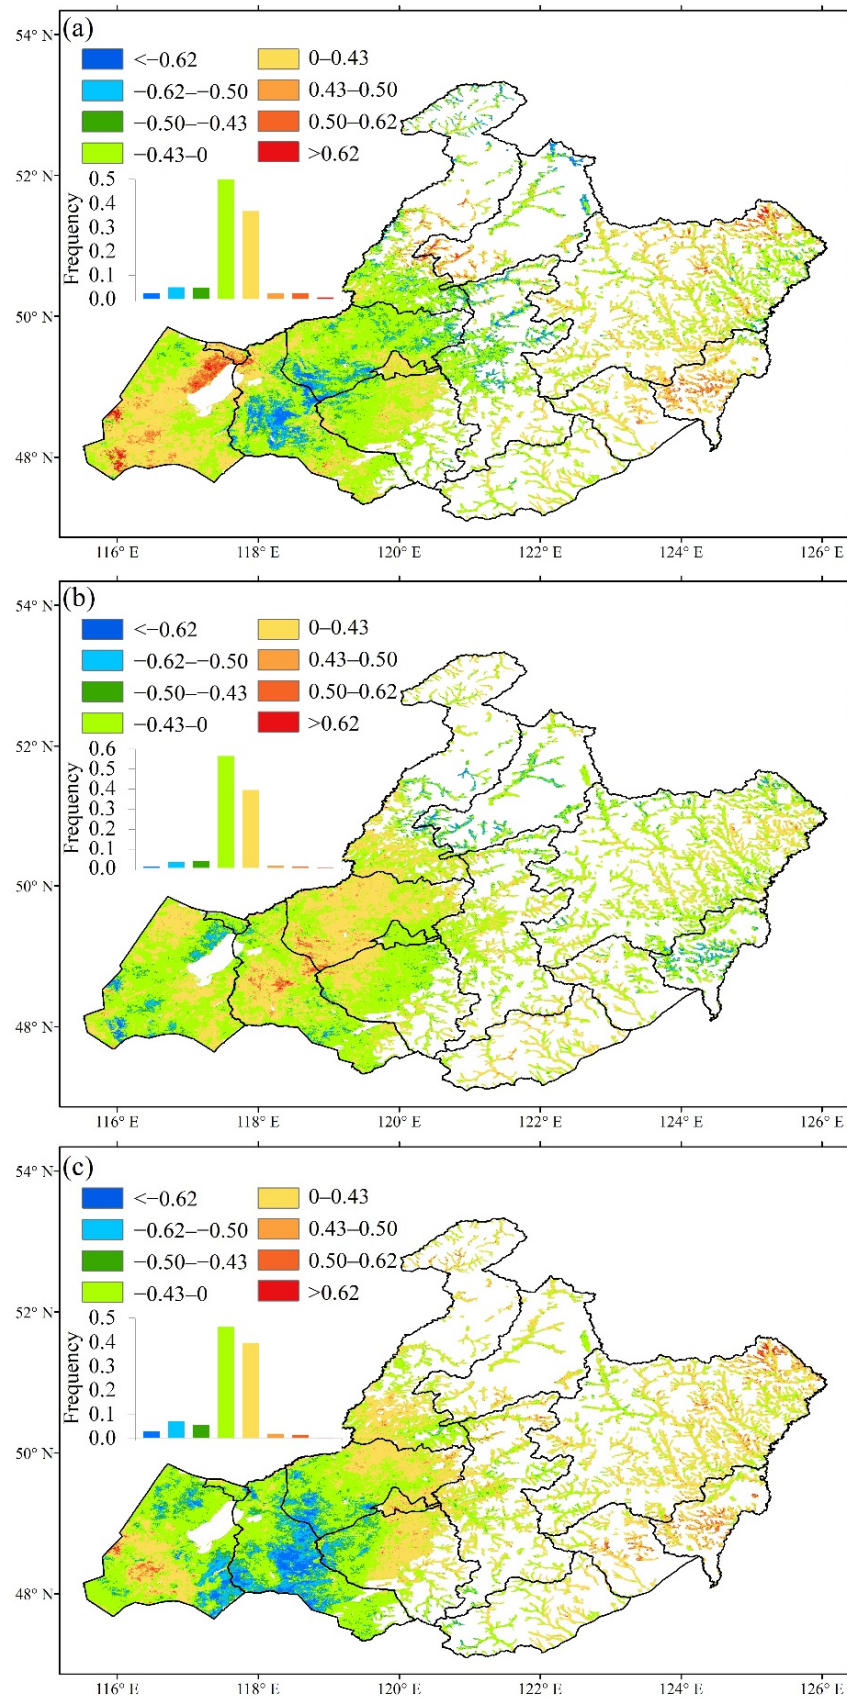 (a)
54° N
<−0.62
0–0.43
−0.62–−0.50
0.43–0.50
−0.50–−0.43
0.50–0.62
−0.43–0
>0.62
52° N
Frequency
0.5
0.4
0.3
0.2
0.1
0.0
50° N
48° N
116° E 118° E 120° E 122° E 124° E 126° E
(b)
54° N
<−0.62
0–0.43
−0.62–−0.50
0.43–0.50
−0.50–−0.43
0.50–0.62
−0.43–0
>0.62
52° N
Frequency
0.6
0.5
0.4
0.3
0.2
0.1
0.0
50° N
48° N
116° E 118° E 120° E 122° E 124° E 126° E
(c)
54° N
<−0.62
0–0.43
−0.62–−0.50
0.43–0.50
−0.50–−0.43
0.50–0.62
−0.43–0
>0.62
52° N
Frequency
0.5
0.4
0.3
0.2
0.1
0.0
50° N
48° N
116° E 118° E 120° E 122° E 124° E 126° E